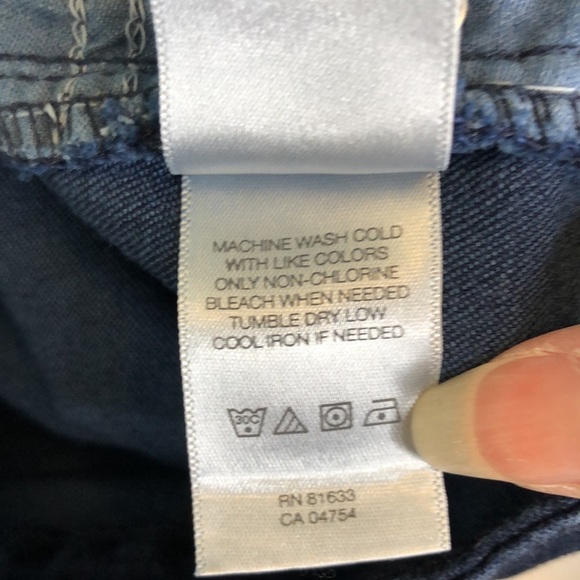 MACHINE WASH COLD
WITH LIKE COLORS
ONLY NON-CHLORINE
BLEACH WHEN NEEDED
TUMBLE DRY LOW
COOL IRON IF NEEDED
30C
RN 81633
CA 04754